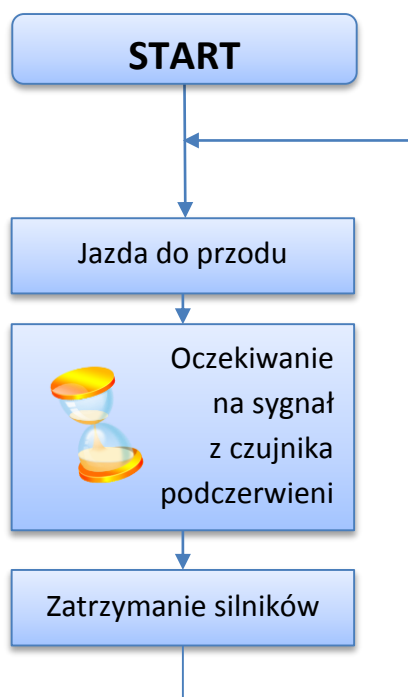 START
Jazda do przodu
Oczekiwanie
na sygnał
z czujnika
podczerwieni
Zatrzymanie silników